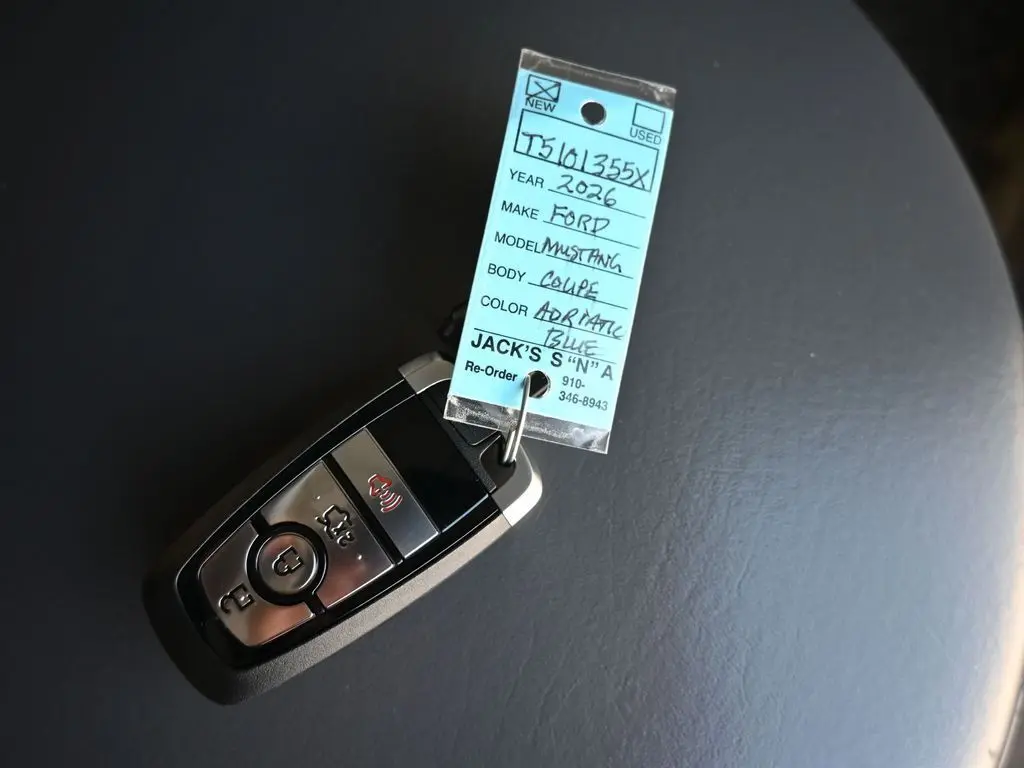 NEW
USED
T5101355X
YEAR 2026
MAKE FORD
MODEL MUSTANG
BODY COUPE
COLOR ADRIATIC
BLUE
JACK'S S "N" A
Re-Order 910-
346-8943
2X